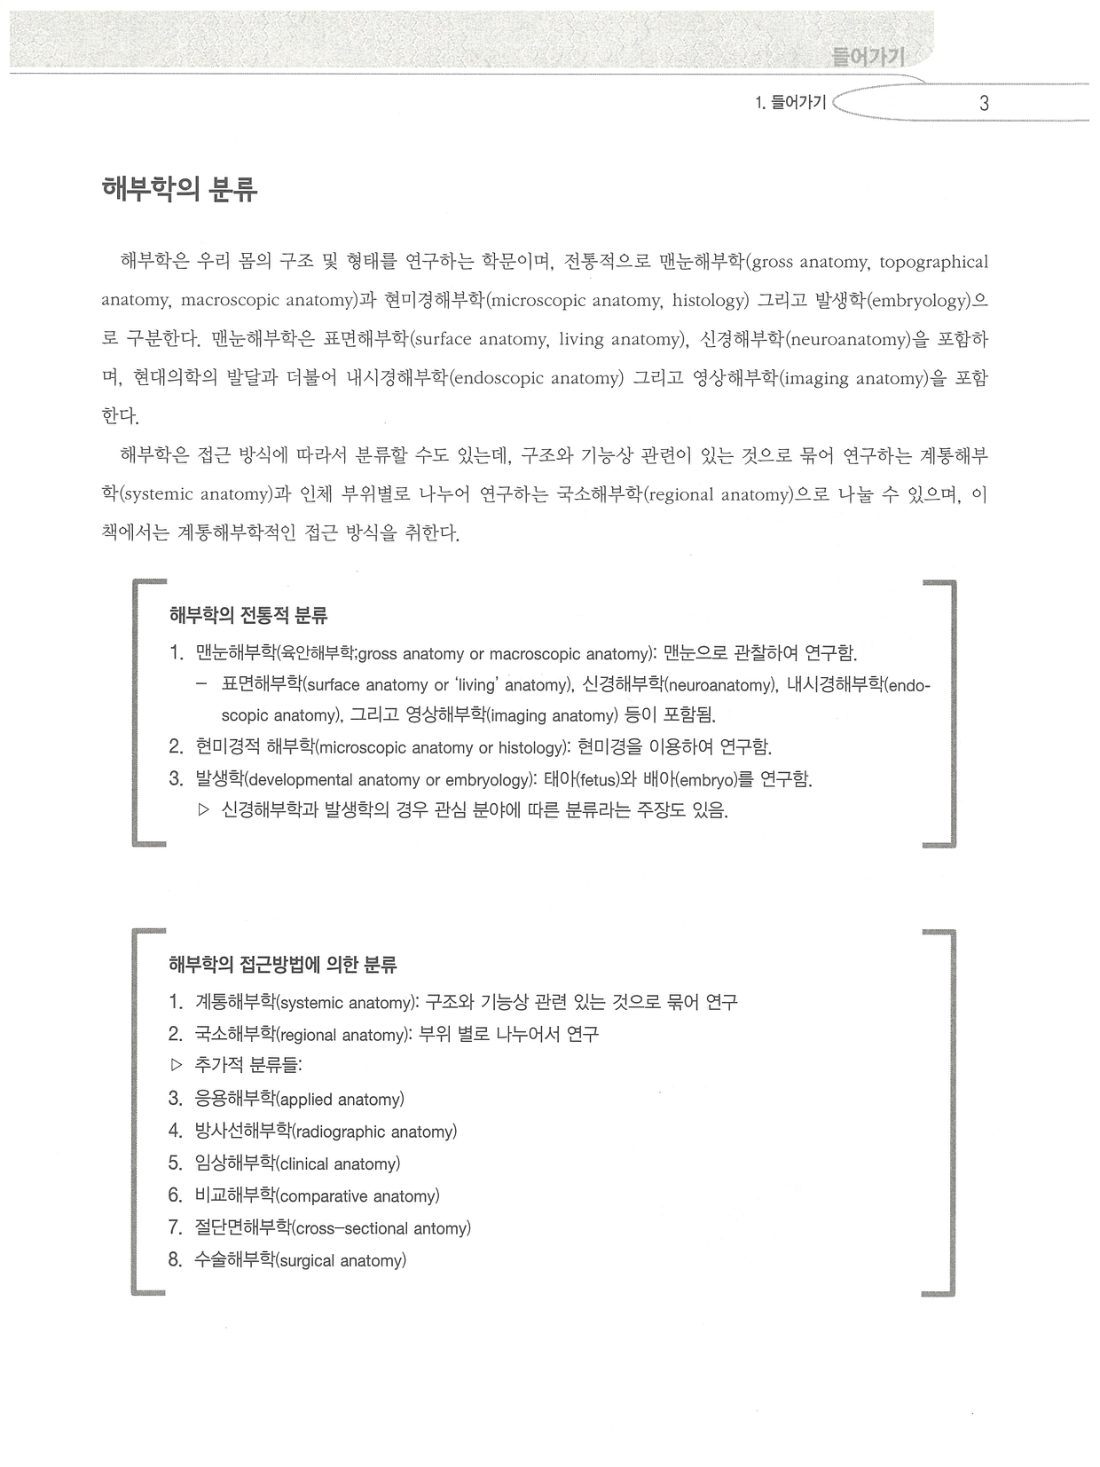 들어가기
1. 들어가기 3
해부학의 분류
해부학은 우리 몸의 구조 및 형태를 연구하는 학문이며, 전통적으로 맨눈해부학(gross anatomy, topographical
anatomy, macroscopic anatomy)과 현미경해부학(microscopic anatomy, histology) 그리고 발생학(embryology)으
로 구분한다. 맨눈해부학은 표면해부학(surface anatomy, living anatomy), 신경해부학(neuroanatomy)을 포함하
며, 현대의학의 발달과 더불어 내시경해부학(endoscopic anatomy) 그리고 영상해부학(imaging anatomy)을 포함
한다.
해부학은 접근 방식에 따라서 분류할 수도 있는데, 구조와 기능상 관련이 있는 것으로 묶어 연구하는 계통해부
학(systemic anatomy)과 인체 부위별로 나누어 연구하는 국소해부학(regional anatomy)으로 나눌 수 있으며, 이
책에서는 계통해부학적인 접근 방식을 취한다.
해부학의 전통적 분류
1. 맨눈해부학(육안해부학;gross anatomy or macroscopic anatomy): 맨눈으로 관찰하여 연구함.
– 표면해부학(surface anatomy or ‘living’ anatomy), 신경해부학(neuroanatomy), 내시경해부학(endo-
scopic anatomy), 그리고 영상해부학(imaging anatomy) 등이 포함됨.
2. 현미경적 해부학(microscopic anatomy or histology): 현미경을 이용하여 연구함.
3. 발생학(developmental anatomy or embryology): 태아(fetus)와 배아(embryo)를 연구함.
▷ 신경해부학과 발생학의 경우 관심 분야에 따른 분류라는 주장도 있음.
해부학의 접근방법에 의한 분류
1. 계통해부학(systemic anatomy): 구조와 기능상 관련 있는 것으로 묶어 연구
2. 국소해부학(regional anatomy): 부위 별로 나누어서 연구
▷ 추가적 분류들:
3. 응용해부학(applied anatomy)
4. 방사선해부학(radiographic anatomy)
5. 임상해부학(clinical anatomy)
6. 비교해부학(comparative anatomy)
7. 절단면해부학(cross–sectional antomy)
8. 수술해부학(surgical anatomy)